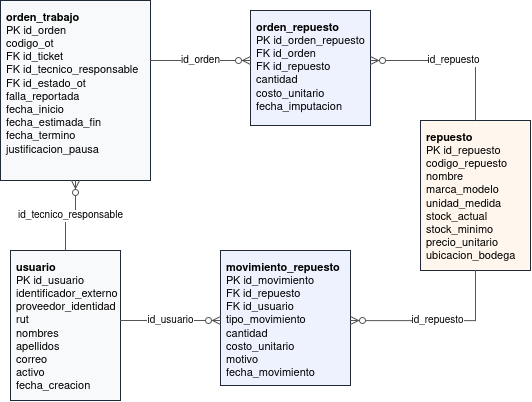 orden_trabajo
PK id_orden
codigo_ot
FK id_ticket
FK id_tecnico_responsable
FK id_estado_ot
falla_reportada
fecha_inicio
fecha_estimada_fin
fecha_termino
justificacion_pausa
id_orden
orden_repuesto
PK id_orden_repuesto
FK id_orden
FK id_repuesto
cantidad
costo_unitario
fecha_imputacion
id_repuesto
repuesto
PK id_repuesto
codigo_repuesto
nombre
marca_modelo
unidad_medida
stock_actual
stock_minimo
precio_unitario
ubicacion_bodega
id_tecnico_responsable
usuario
PK id_usuario
identificador_externo
proveedor_identidad
rut
nombres
apellidos
correo
activo
fecha_creacion
id_usuario
movimiento_repuesto
PK id_movimiento
FK id_repuesto
FK id_usuario
tipo_movimiento
cantidad
costo_unitario
motivo
fecha_movimiento
id_repuesto